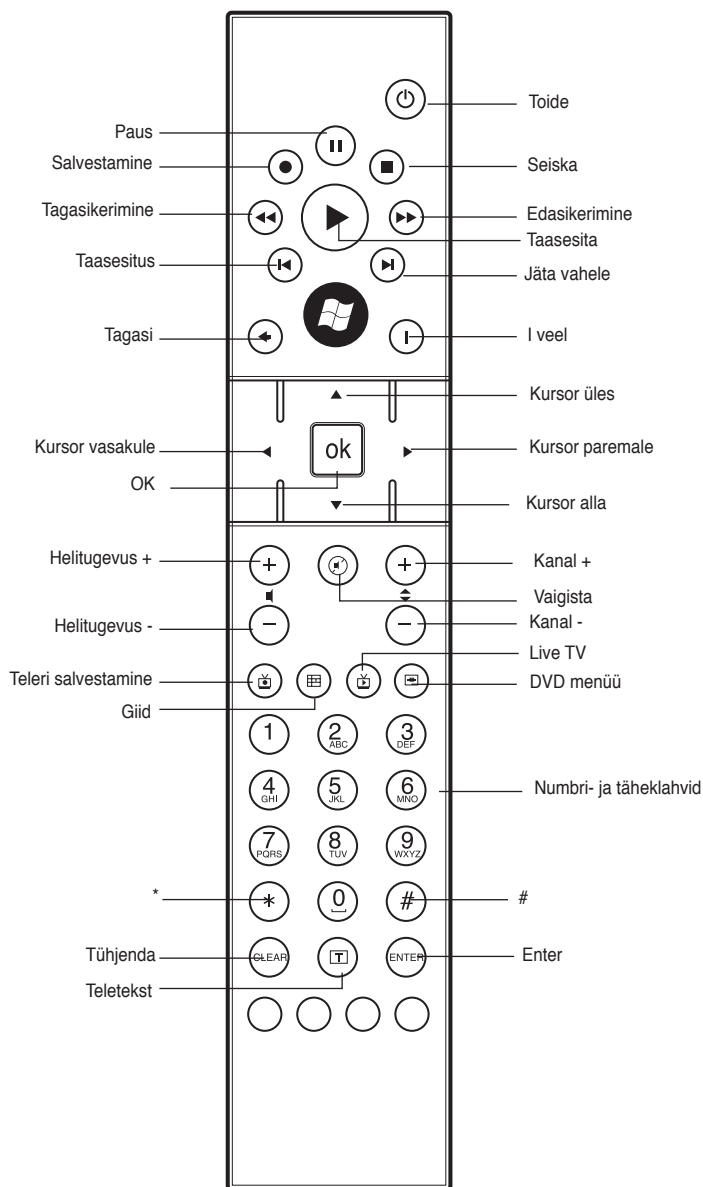 Toide
Paus
Salvestamine
Seiska
Tagasikerimine
Edasikerimine
Taasesita
Taasesitus
Jäta vahele
Tagasi
I veel
Kursor üles
Kursor vasakule
ok
Kursor paremale
OK
Kursor alla
Helitugevus +
Kanal +
Vaigista
Helitugevus -
Kanal -
Live TV
Teleri salvestamine
DVD menüü
Giid
1
2 ABC
3 DEF
4 GHI
5 JKL
6 MNO
Numbri- ja täheklahvid
7 PQRS
8 TUV
9 WXYZ
*
*
0
#
#
Tühjenda
CLEAR
T
ENTER
Enter
Teletekst